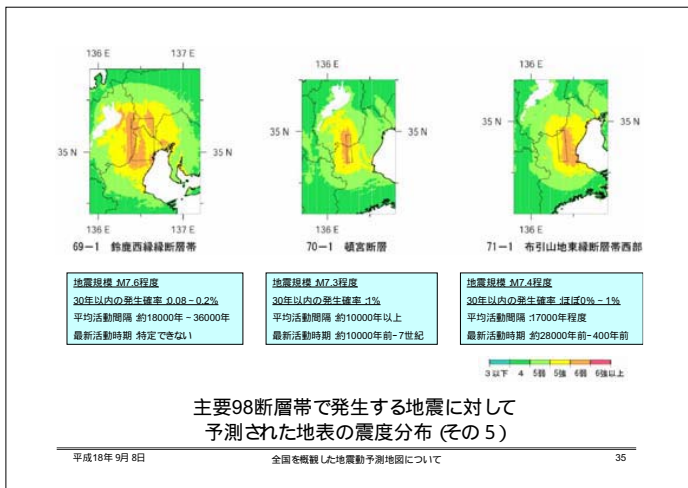 136 E
137 E
136 E
136 E
35 N
35 N
35 N
35 N
136 E
137 E
136 E
136 E
69-1 鈴鹿西縁断層帯
70-1 頓宮断層
71-1 布引山地東縁断層帯西部
地震規模:M7.6程度
30年以内の発生確率:0.08-0.2%
平均活動間隔:約18000年-36000年
最新活動時期:特定できない
地震規模:M7.3程度
30年以内の発生確率:1%
平均活動間隔:約10000年以上
最新活動時期:約10000年前-7世紀
地震規模:M7.4程度
30年以内の発生確率:ほぼ0%-1%
平均活動間隔:17000年程度
最新活動時期:約28000年前-400年前
3以下 4 5弱 5強 6弱 6強以上
主要98断層帯で発生する地震に対して
予測された地表の震度分布(その5)
平成18年9月8日
全国を概観した地震動予測地図について
35